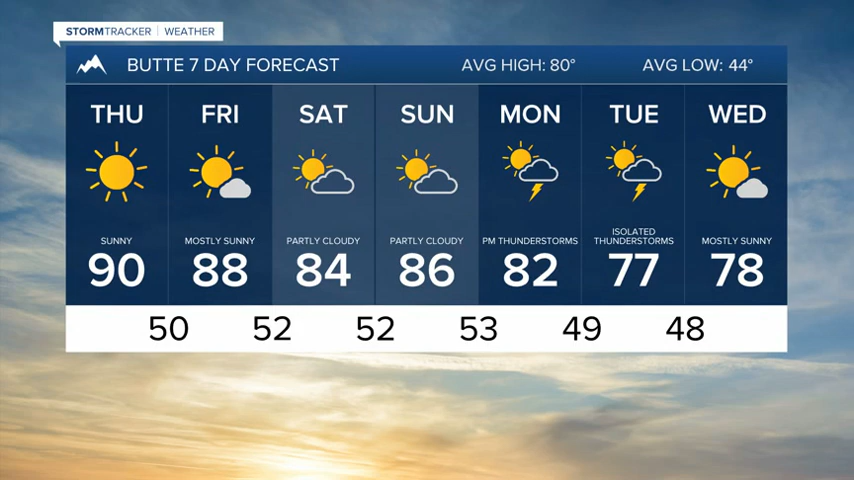 STORMTRACKER | WEATHER
BUTTE 7 DAY FORECAST AVG HIGH: 80° AVG LOW: 44°
THU FRI SAT SUN MON TUE WED
SUNNY MOSTLY SUNNY PARTLY CLOUDY PARTLY CLOUDY PM THUNDERSTORMS ISOLATED THUNDERSTORMS MOSTLY SUNNY
90 88 84 86 82 77 78
50 52 52 53 49 48